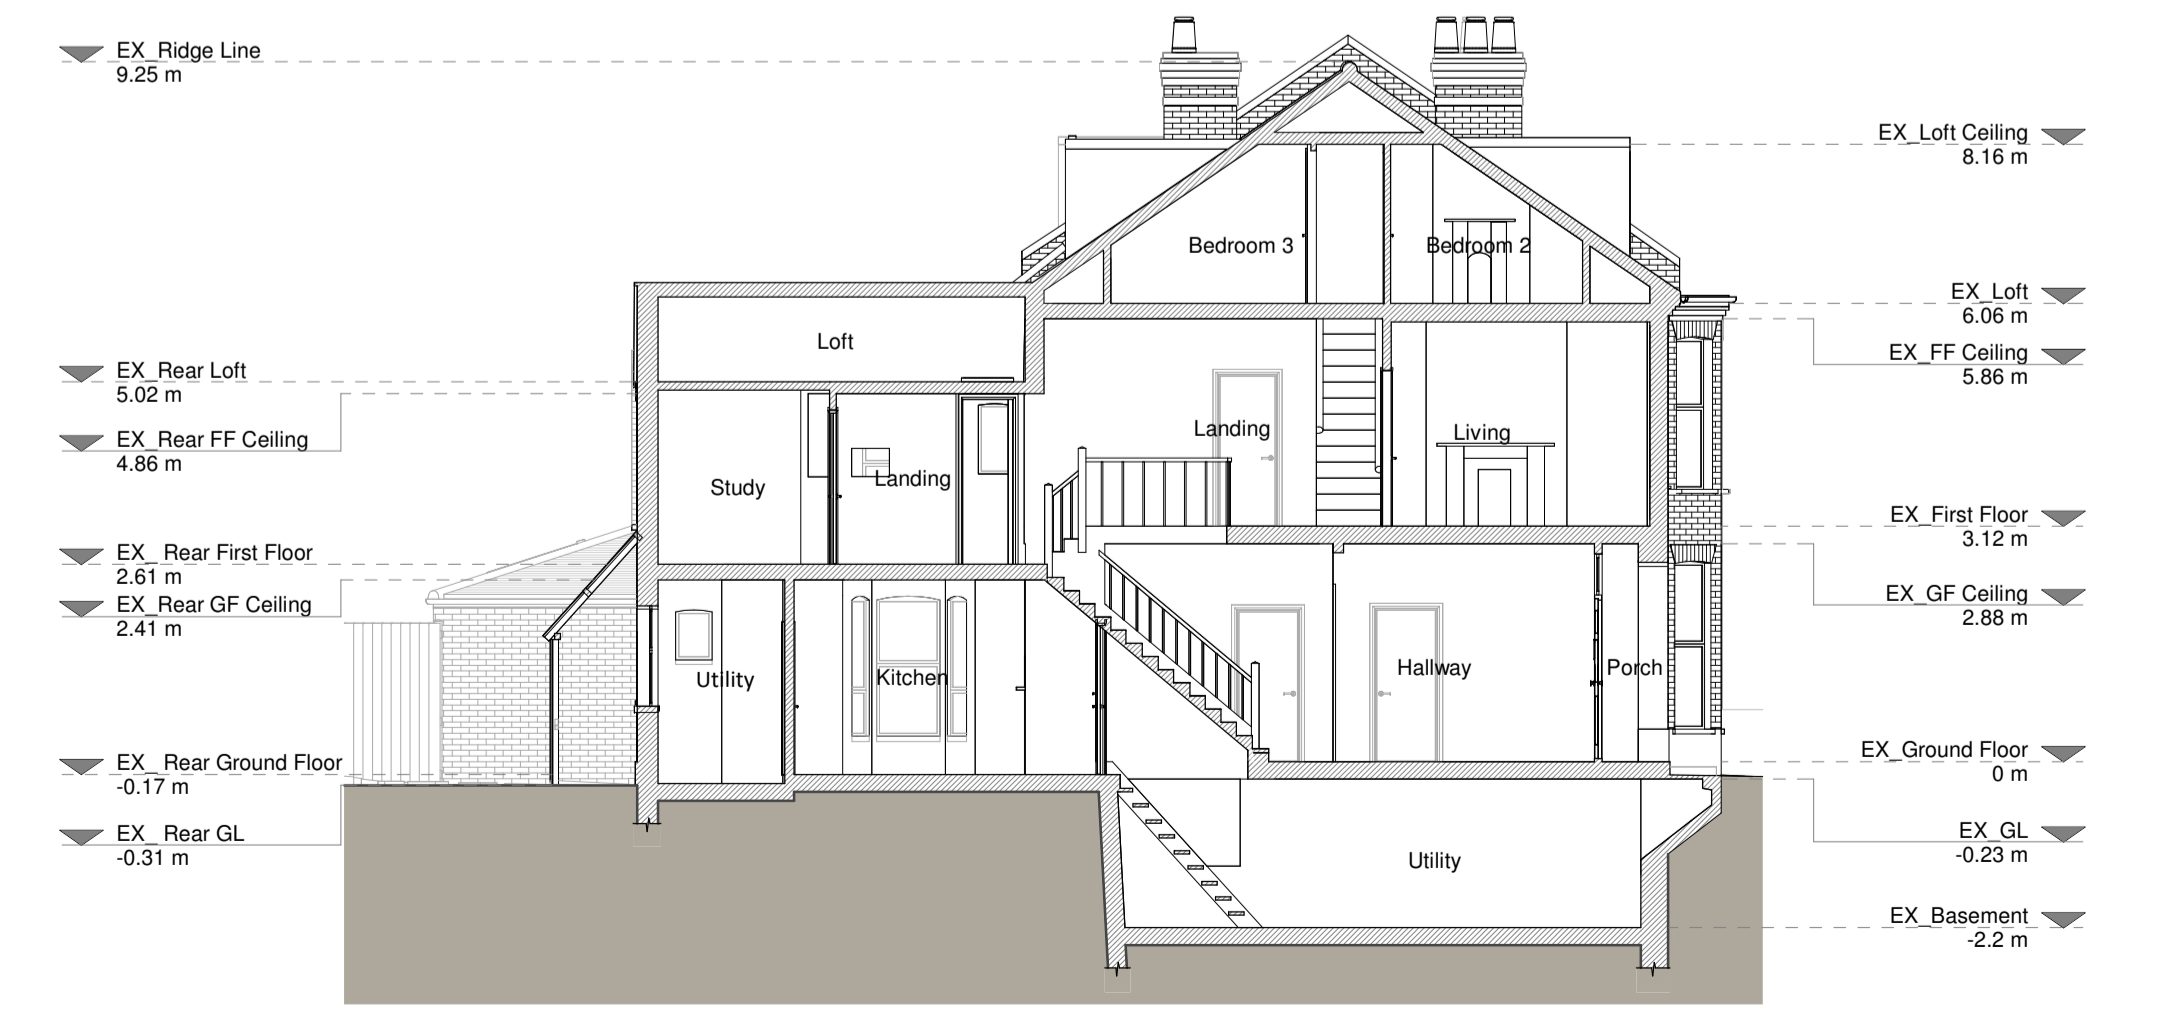 EX_Ridge Line
9.25 m
EX_Rear Loft
5.02 m
EX_Rear FF Ceiling
4.86 m
EX_ Rear First Floor
2.61 m
EX_Rear GF Ceiling
2.41 m
EX_ Rear Ground Floor
-0.17 m
EX_ Rear GL
-0.31 m
Bedroom 3
Bedroom 2
Loft
Landing
Living
Study
Landing
Utility
Kitchen
Hallway
Porch
Utility
EX_Loft Ceiling
8.16 m
EX_Loft
6.06 m
EX_FF Ceiling
5.86 m
EX_First Floor
3.12 m
EX_GF Ceiling
2.88 m
EX_Ground Floor
0 m
EX_GL
-0.23 m
EX_Basement
-2.2 m